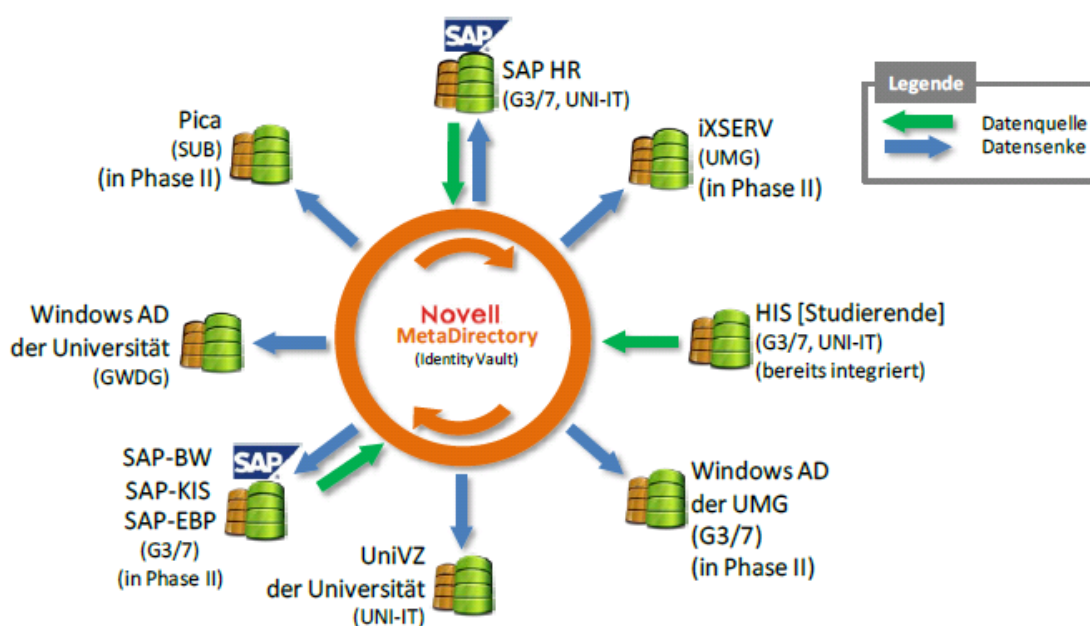 SAP
SAP HR
(G3/7, UNI-IT)
Legende
Datenquelle
Datensenke
Pica
(SUB)
(in Phase II)
iXSERV
(UMG)
(in Phase II)
Novell
MetaDirectory
(Identity Vault)
Windows AD
der Universität
(GWDG)
HIS [Studierende]
(G3/7, UNI-IT)
(bereits integriert)
SAP-BW
SAP-KIS
SAP-EBP
(G3/7)
(in Phase II)
SAP
Windows AD
der UMG
(G3/7)
(in Phase II)
UniVZ
der Universität
(UNI-IT)